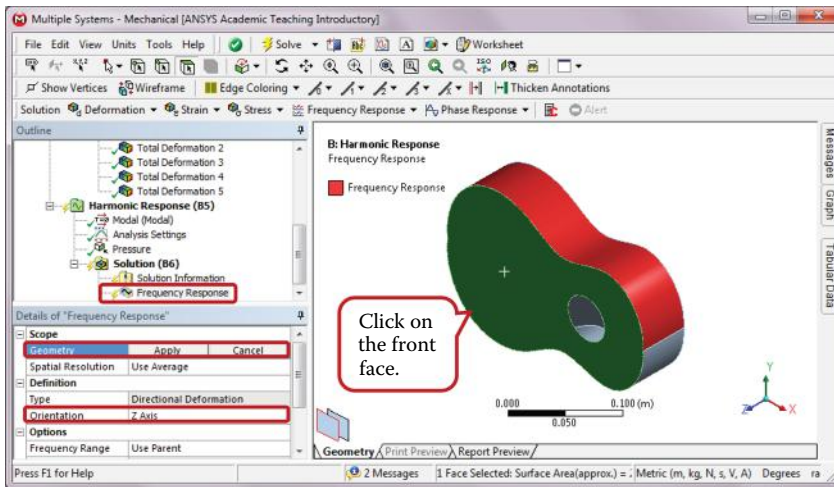 Multiple Systems - Mechanical [ANSYS Academic Teaching Introductory]
File Edit View Units Tools Help Solve Worksheet
Show Vertices Wireframe Edge Coloring Thicken Annotations
Solution Deformation Strain Stress Frequency Response Phase Response Alert
Outline
Total Deformation 2
Total Deformation 3
Total Deformation 4
Total Deformation 5
Harmonic Response (B5)
Modal (Modal)
Analysis Settings
Pressure
Solution (B6)
Solution Information
Frequency Response
Details of "Frequency Response"
Scope
Geometry Apply Cancel
Spatial Resolution Use Average
Definition
Type Directional Deformation
Orientation Z Axis
Options
Frequency Range Use Parent
B: Harmonic Response
Frequency Response
Frequency Response
Click on
the front
face.
0.000 0.100 (m)
0.050
Y
Z X
Geometry Print Preview Report Preview
Messages
Graph
Tabular Data
Press F1 for Help 2 Messages 1 Face Selected: Surface Area(approx.) = Metric (m, kg, N, s, V, A) Degrees ra